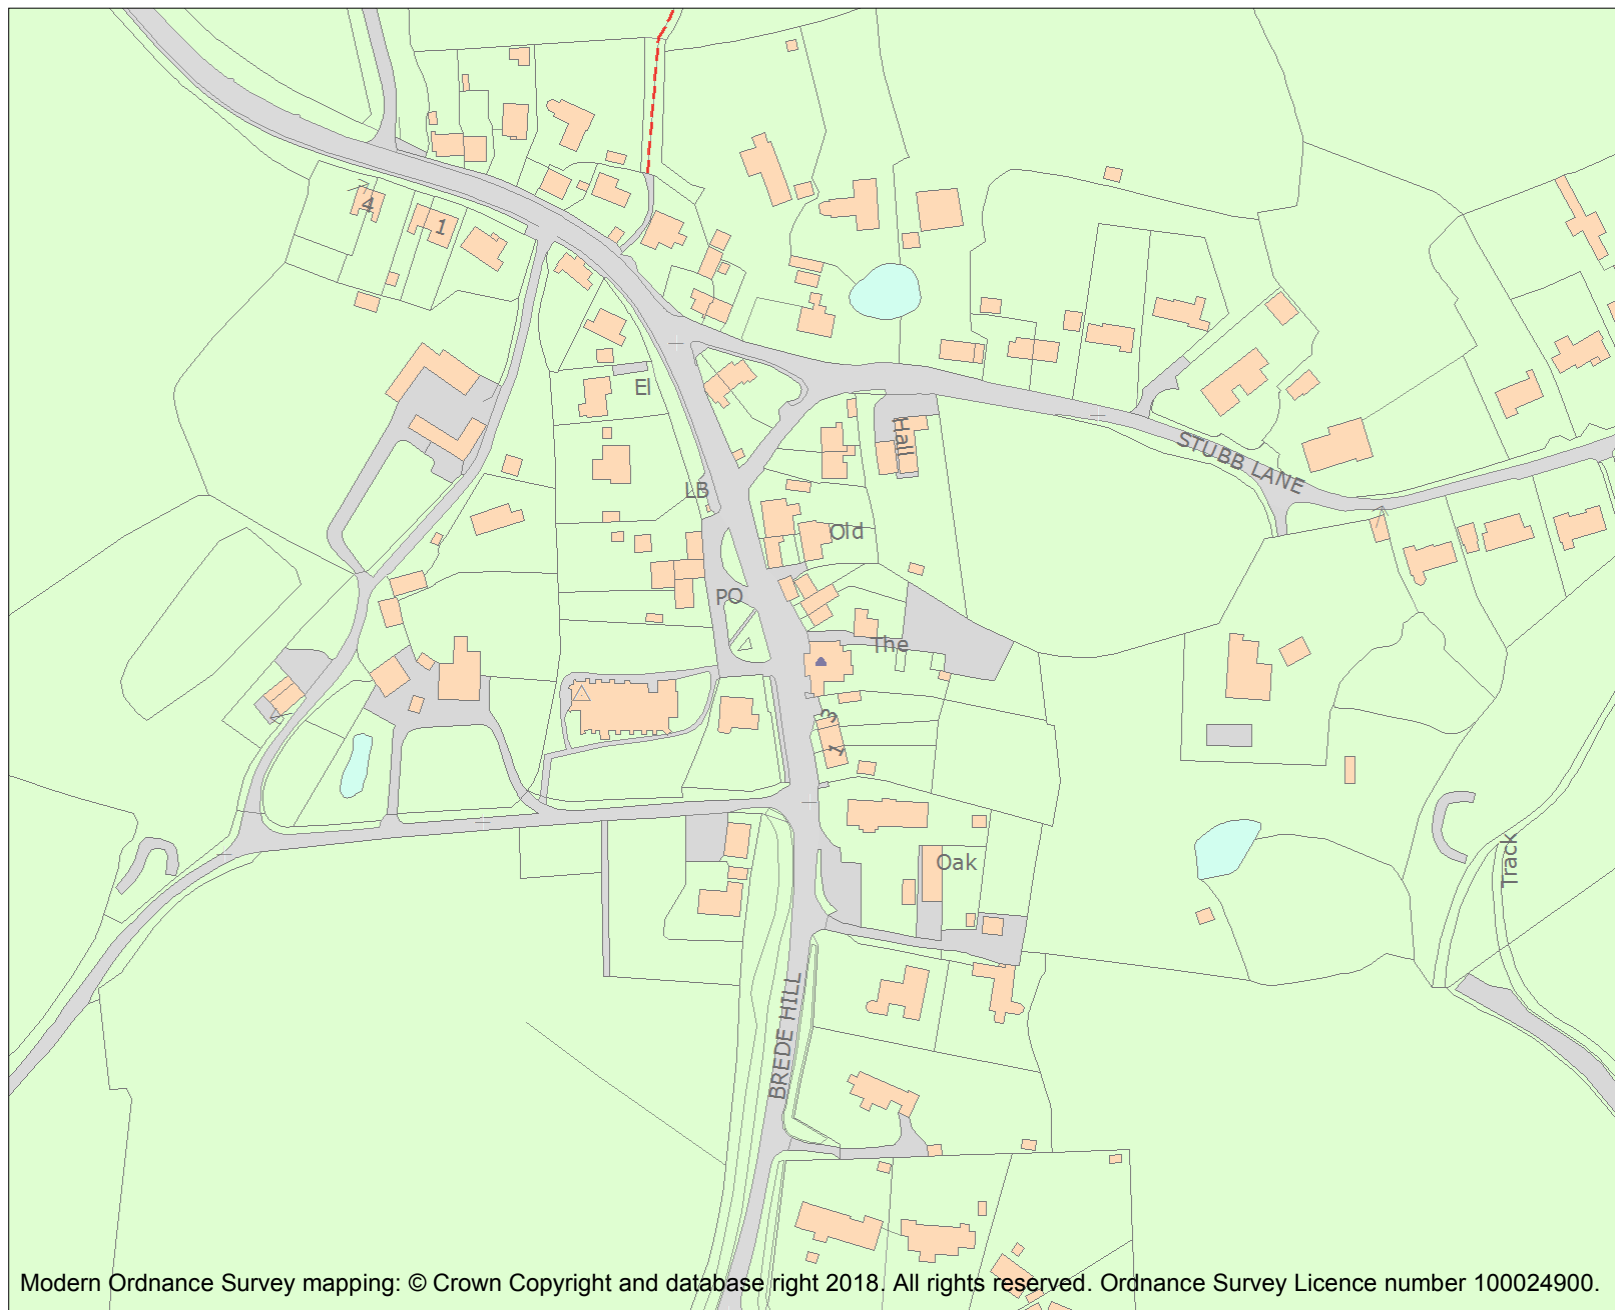 4
1
El
Hall
STUBB LANE
LB
Old
PO
The
3
Oak
Track
BREDE HILL
Modern Ordnance Survey mapping: © Crown Copyright and database right 2018. All rights reserved. Ordnance Survey Licence number 100024900.